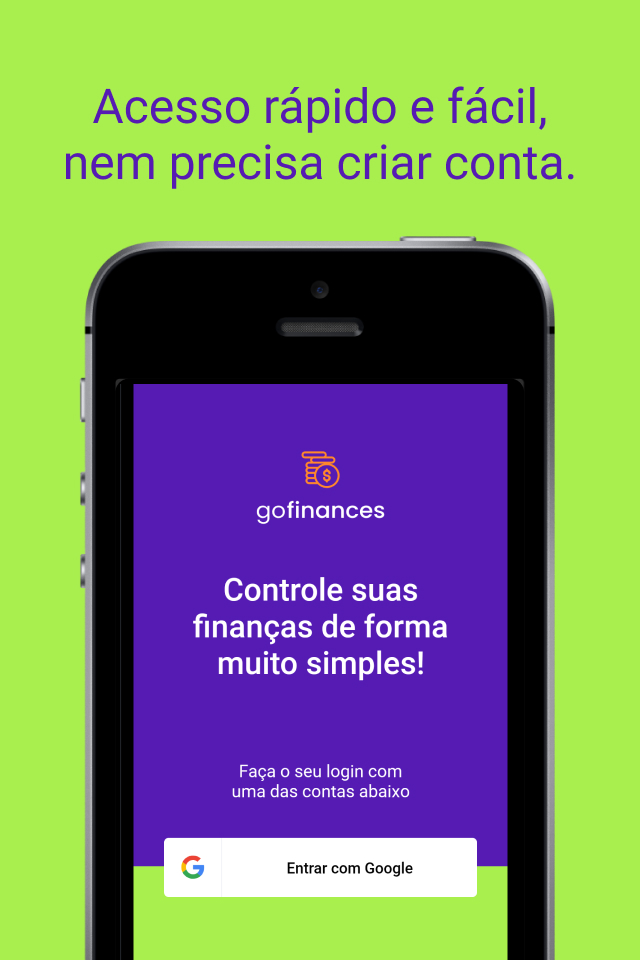 Acesso rápido e fácil,
nem precisa criar conta.
gofinances
Controle suas
finanças de forma
muito simples!
Faça o seu login com
uma das contas abaixo
Entrar com Google